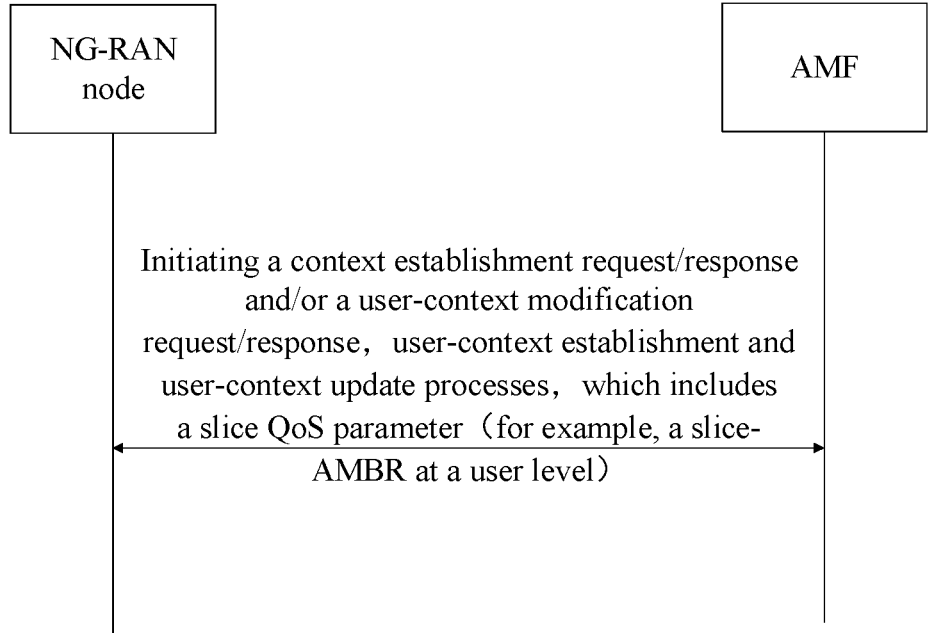 NG-RAN
node
AMF
Initiating a context establishment request/response
and/or a user-context modification
request/response，user-context establishment and
user-context update processes，which includes
a slice QoS parameter（for example, a slice-
AMBR at a user level）